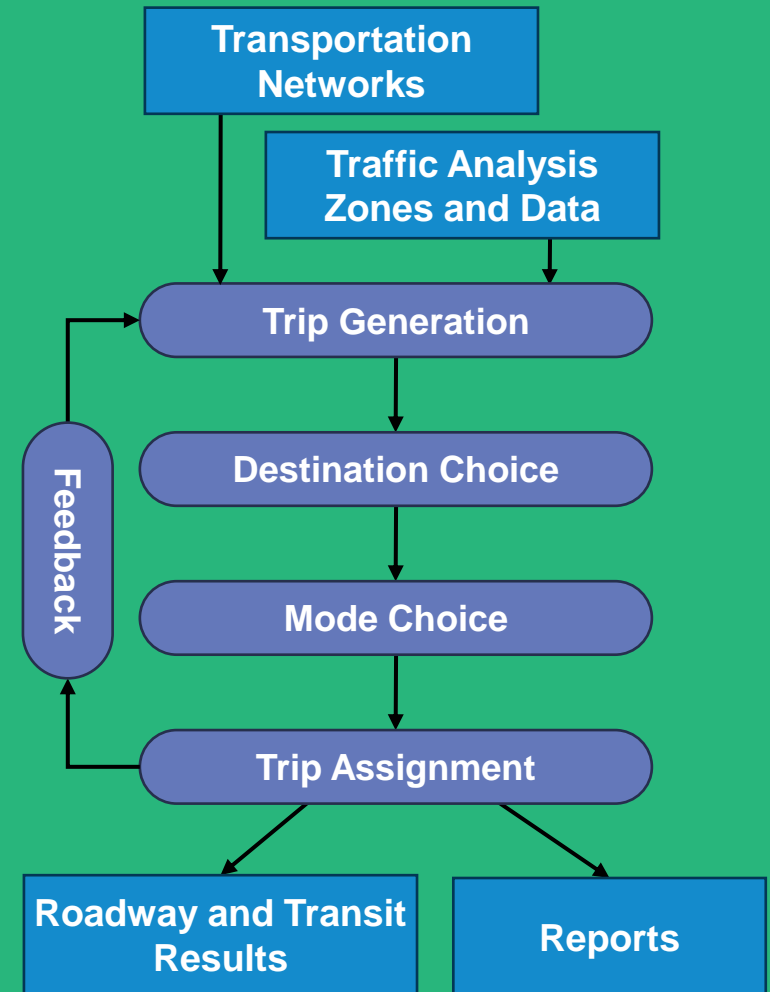 Transportation
Networks
Traffic Analysis
Zones and Data
Trip Generation
Destination Choice
Feedback
Mode Choice
Trip Assignment
Roadway and Transit
Results
Reports